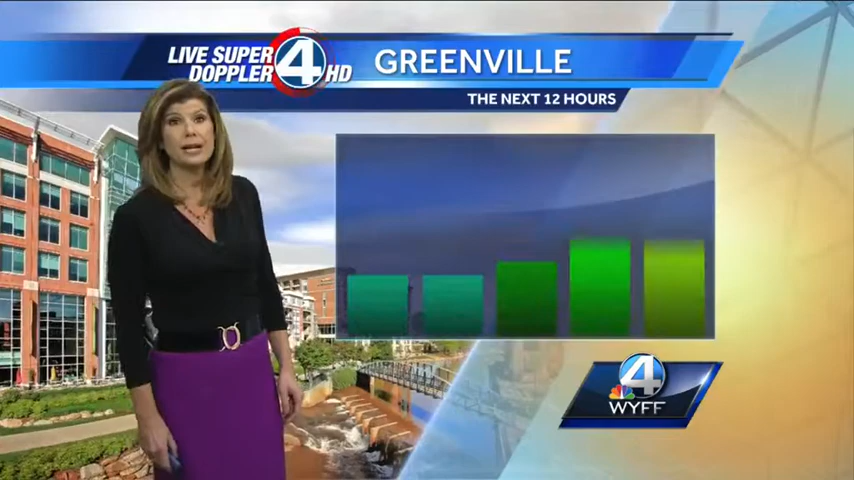 LIVE SUPER
DOPPLER 4 HD
GREENVILLE
THE NEXT 12 HOURS
4
WYFF